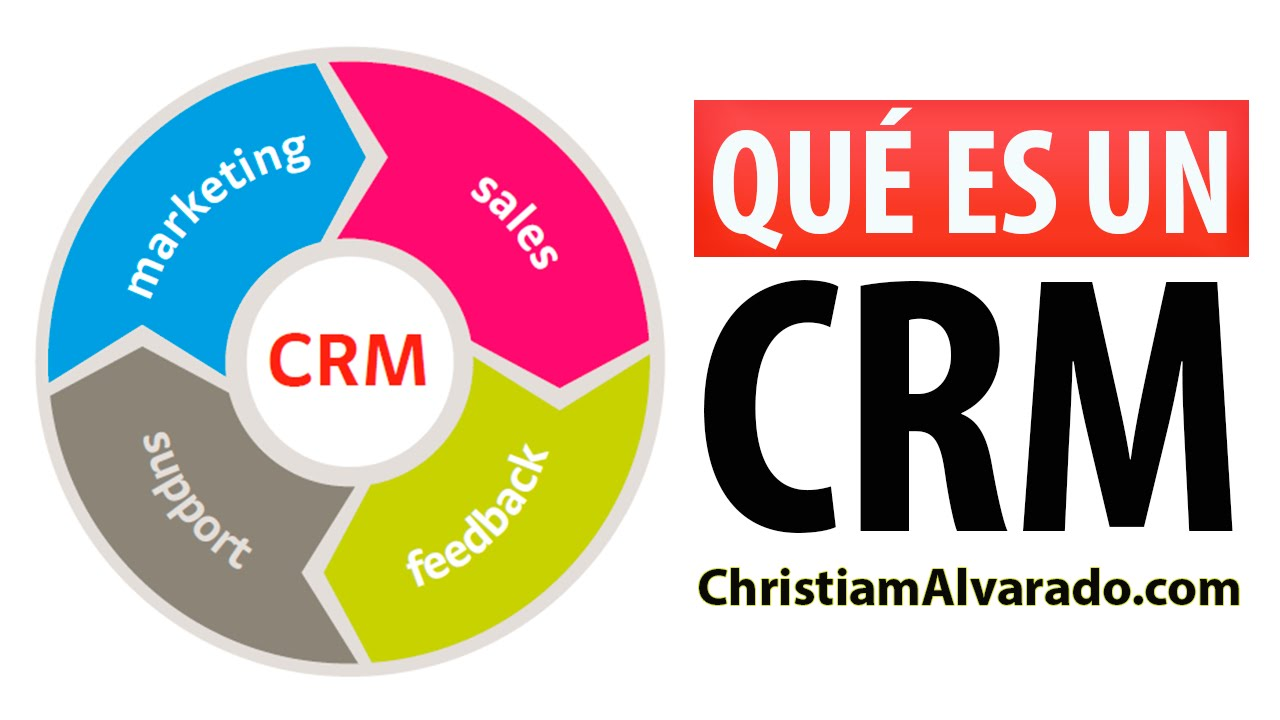 marketing
sales
CRM
support
feedback
QUÉ ES UN
CRM
ChristiamAlvarado.com